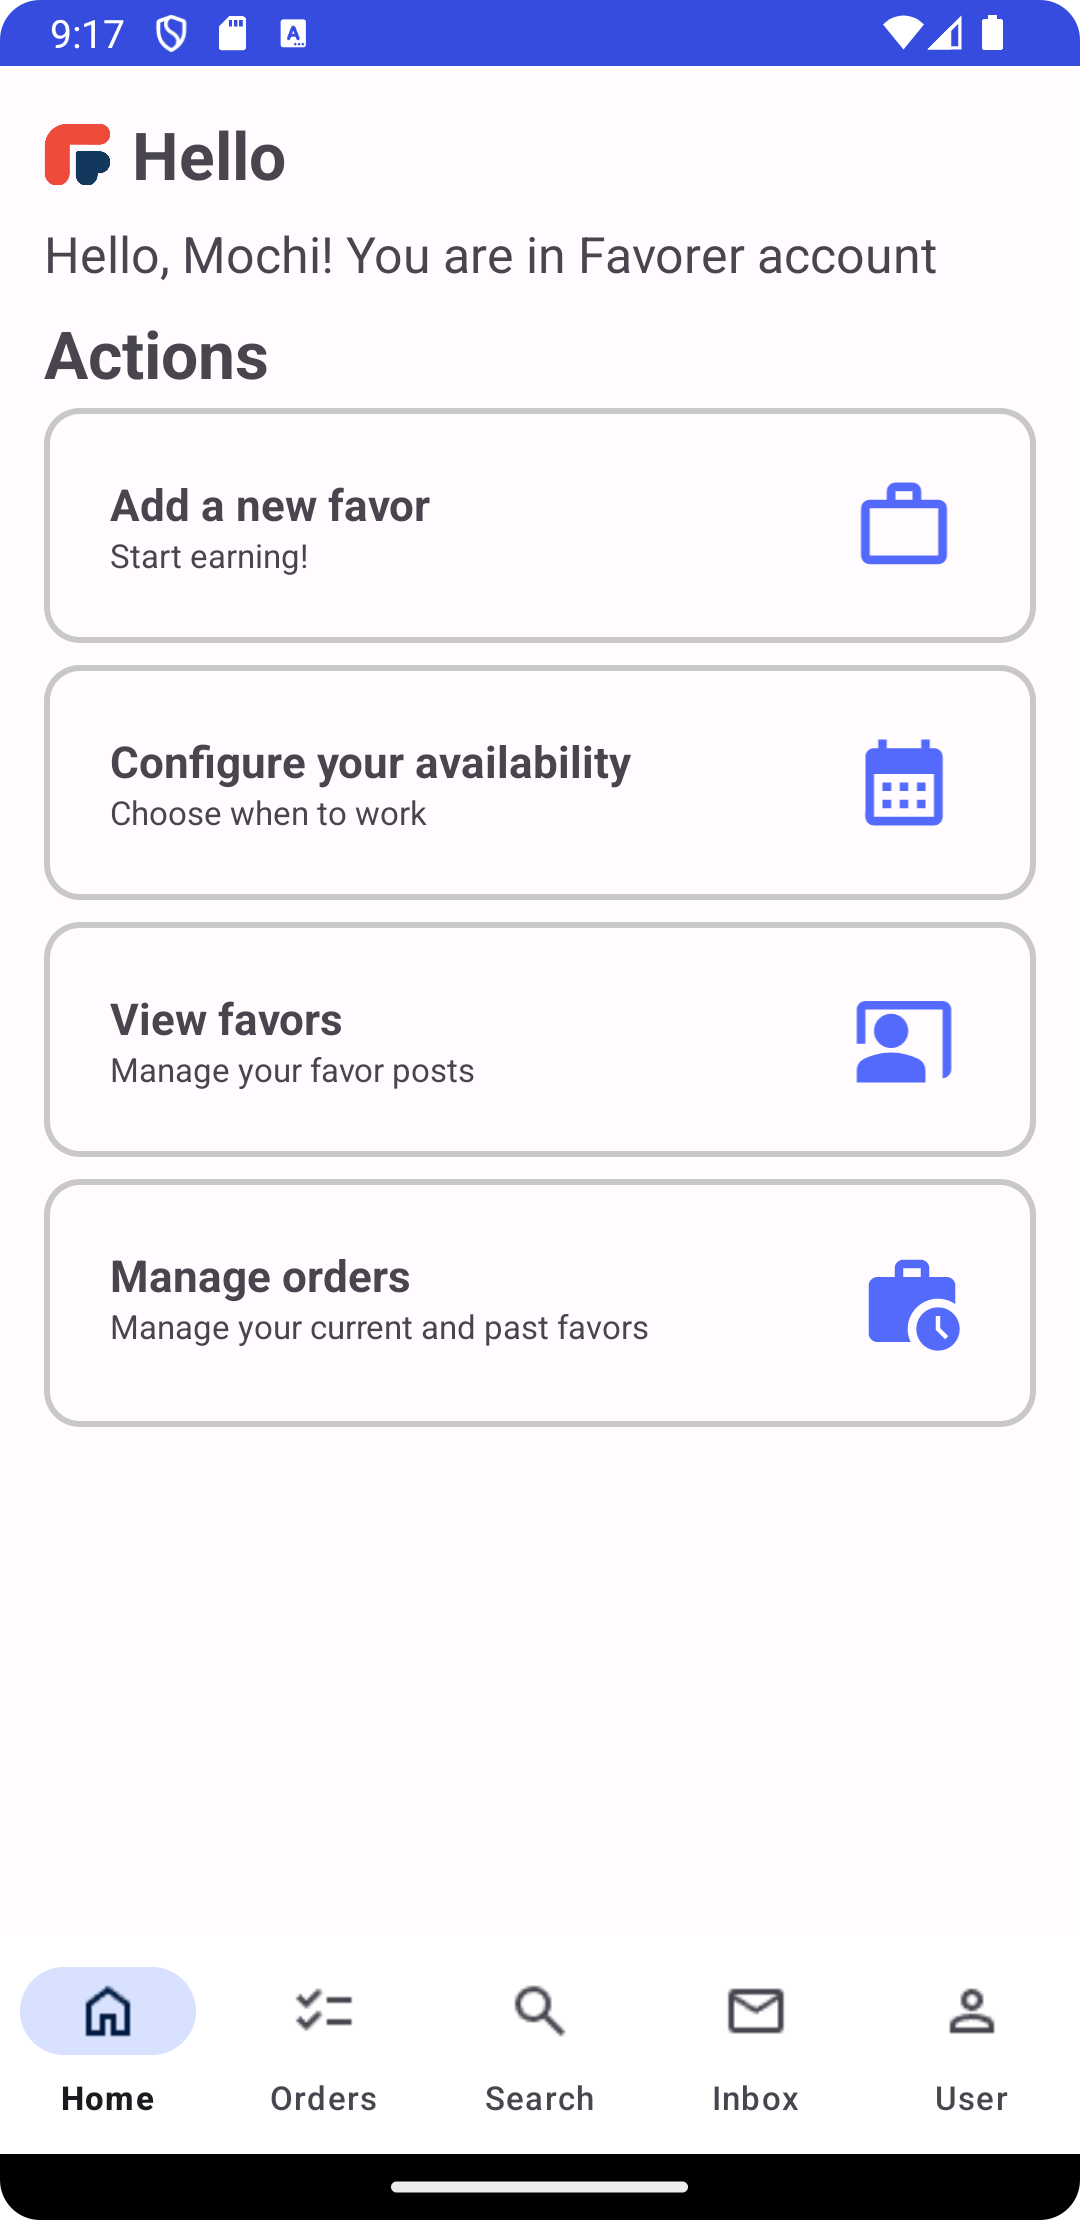 9:17
Hello
Hello, Mochi! You are in Favorer account
Actions
Add a new favor
Start earning!
Configure your availability
Choose when to work
View favors
Manage your favor posts
Manage orders
Manage your current and past favors
Home
Orders
Search
Inbox
User